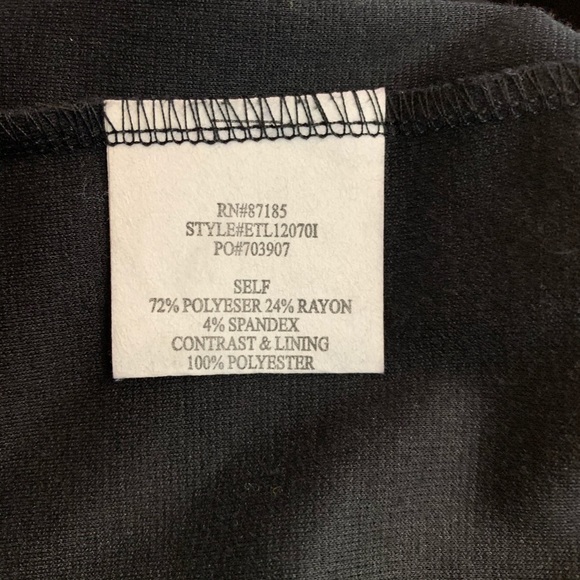 RN#87185
STYLE#ETL12070I
PO#703907
SELF
72% POLYESER 24% RAYON
4% SPANDEX
CONTRAST & LINING
100% POLYESTER